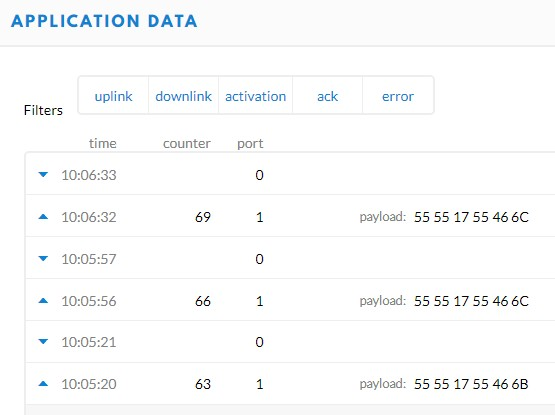 APPLICATION DATA
Filters uplink downlink activation ack error
time counter port
10:06:33 0
10:06:32 69 1 payload: 55 55 17 55 46 6C
10:05:57 0
10:05:56 66 1 payload: 55 55 17 55 46 6C
10:05:21 0
10:05:20 63 1 payload: 55 55 17 55 46 6B